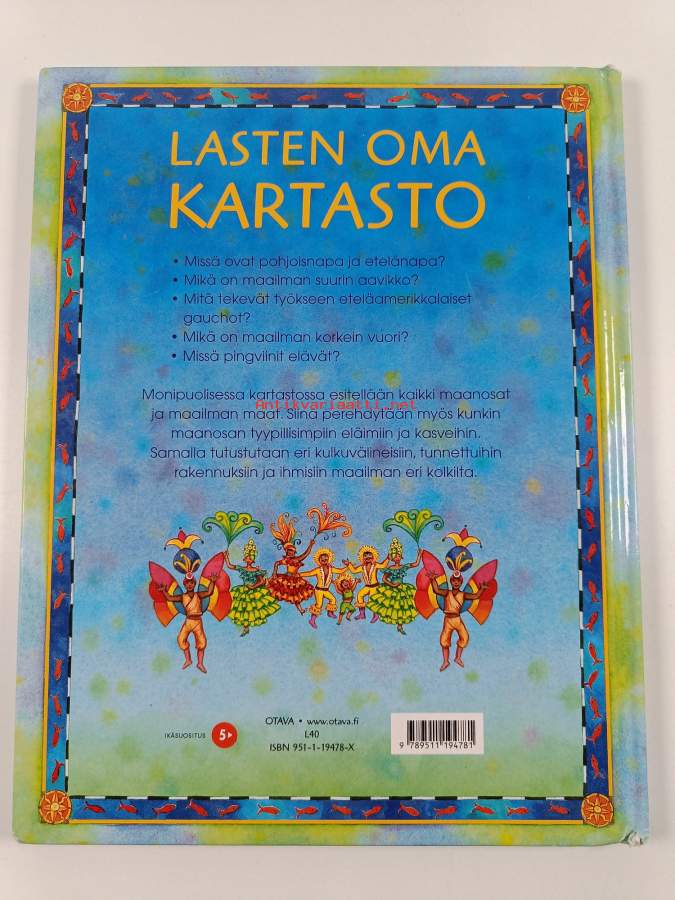 LASTEN OMA
KARTASTO
• Missä ovat pohjoisnapa ja etelänapa?
• Mikä on maailman suurin aavikko?
• Mitä tekevät työkseen eteläamerikkalaiset
gauchot?
• Mikä on maailman korkein vuori?
• Missä pingviinit elävät?
Monipuolisessa kartastossa esitellään kaikki maanosat
Antikvariaatti.net
ja maailman maat. Siinä perehdytään myös kunkin
maanosan tyypillisimpiin eläimiin ja kasveihin.
Samalla tutustutaan eri kulkuvälineisiin, tunnettuihin
rakennuksiin ja ihmisiin maailman eri kolkilta.
OTAVA • www.otava.fi
L40
ISBN 951-1-19478-X
IKÄSUOSITUS 5
9 789511 194781